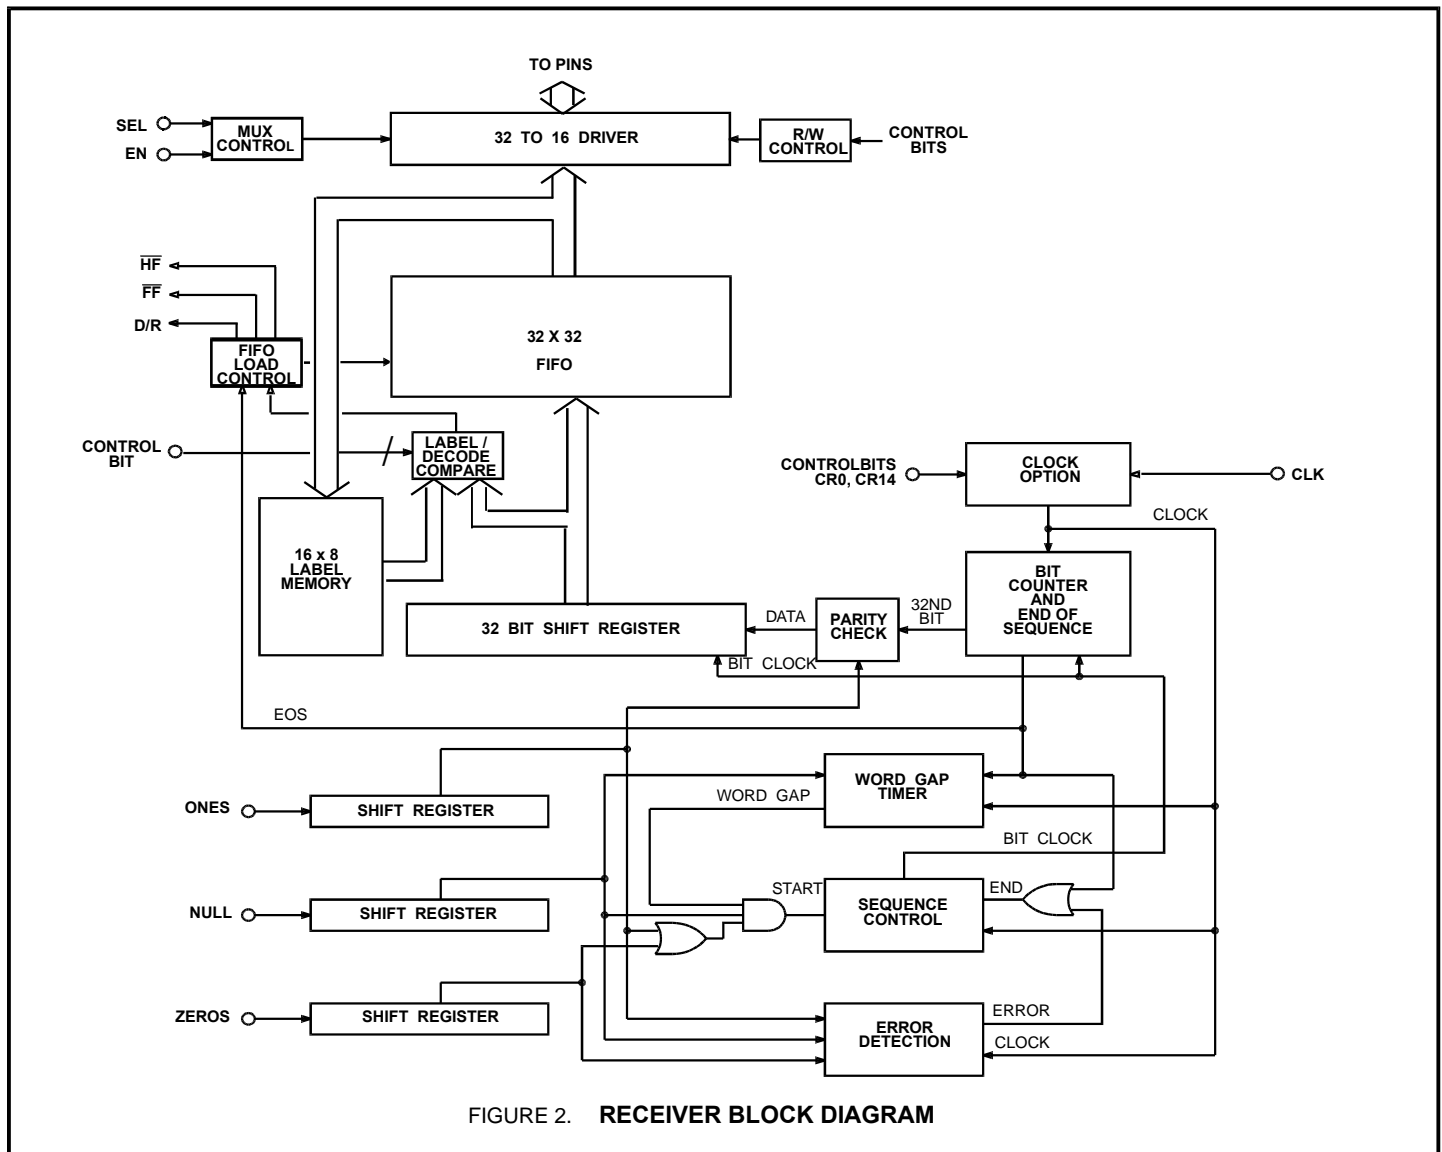 TO PINS
SEL
EN
MUX
CONTROL
32 TO 16 DRIVER
R/W
CONTROL
CONTROL
BITS
HF
FF
D/R
FIFO
LOAD
CONTROL
32 X 32
FIFO
CONTROL
BIT
/
LABEL /
DECODE
COMPARE
CONTROLBITS
CR0, CR14
CLOCK
OPTION
CLK
CLOCK
16 x 8
LABEL
MEMORY
BIT
COUNTER
AND
END OF
SEQUENCE
32 BIT SHIFT REGISTER
DATA
PARITY
CHECK
32ND
BIT
BIT CLOCK
EOS
ONES
SHIFT REGISTER
WORD GAP
WORD GAP
TIMER
BIT CLOCK
NULL
SHIFT REGISTER
START
SEQUENCE
CONTROL
END
ZEROS
SHIFT REGISTER
ERROR
DETECTION
ERROR
CLOCK
FIGURE 2. RECEIVER BLOCK DIAGRAM